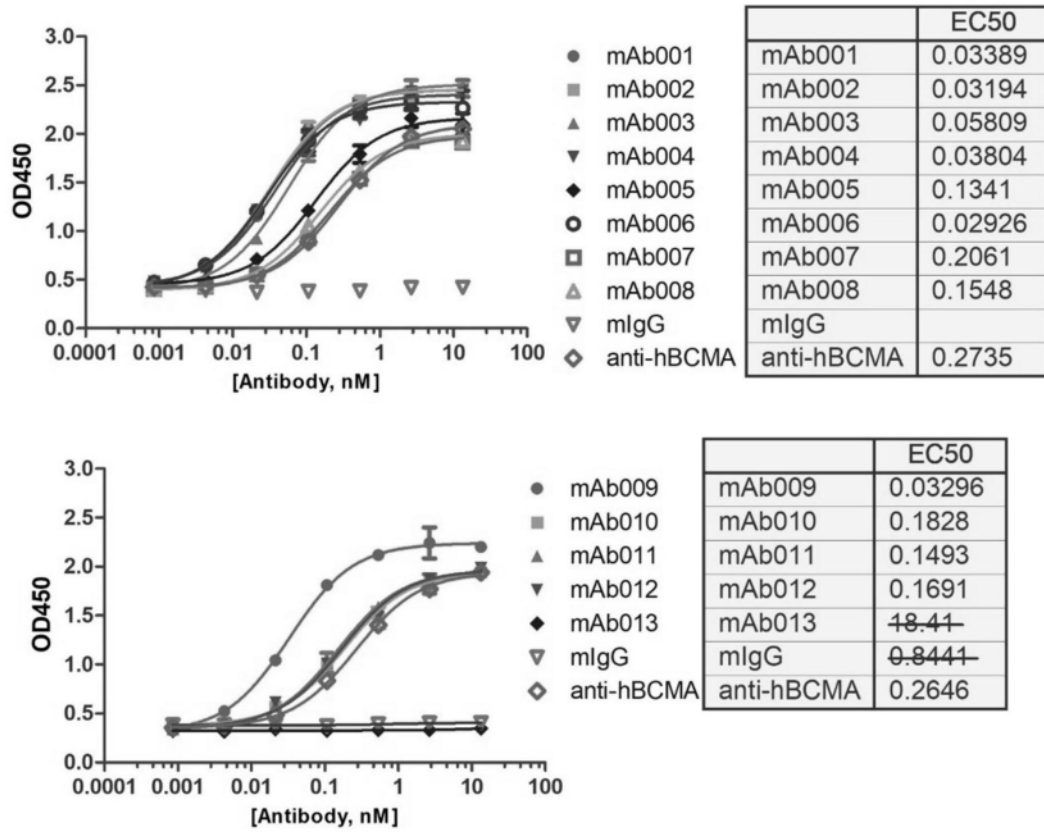 3.0
2.5
2.0
1.5
1.0
0.5
0.0
OD450
0.0001 0.001 0.01 0.1 1 10 100
[Antibody, nM]
mAb001
mAb002
mAb003
mAb004
mAb005
mAb006
mAb007
mAb008
mIgG
anti-hBCMA
EC50
mAb001 0.03389
mAb002 0.03194
mAb003 0.05809
mAb004 0.03804
mAb005 0.1341
mAb006 0.02926
mAb007 0.2061
mAb008 0.1548
mIgG
anti-hBCMA 0.2735
3.0
2.5
2.0
1.5
1.0
0.5
0.0
OD450
0.0001 0.001 0.01 0.1 1 10 100
[Antibody, nM]
mAb009
mAb010
mAb011
mAb012
mAb013
mIgG
anti-hBCMA
EC50
mAb009 0.03296
mAb010 0.1828
mAb011 0.1493
mAb012 0.1691
mAb013 18.41
mIgG 0.8441
anti-hBCMA 0.2646